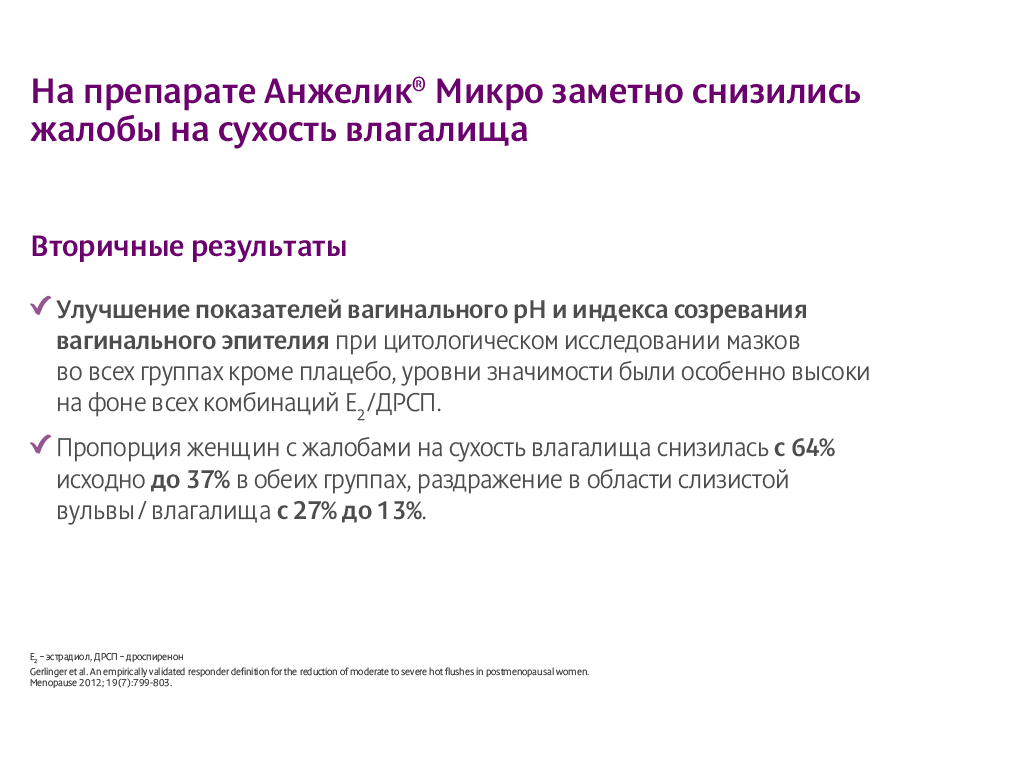 На препарате Анжелик® Микро заметно снизились
жалобы на сухость влагалища
Вторичные результаты
Улучшение показателей вагинального pH и индекса созревания
вагинального эпителия при цитологическом исследовании мазков
во всех группах кроме плацебо, уровни значимости были особенно высоки
на фоне всех комбинаций E₂/ДРСП.
Пропорция женщин с жалобами на сухость влагалища снизилась с 64%
исходно до 37% в обеих группах, раздражение в области слизистой
вульвы / влагалища с 27% до 13%.
E₂ – эстрадиол, ДРСП – дроспиренон
Gerlinger et al. An empirically validated responder definition for the reduction of moderate to severe hot flushes in postmenopausal women.
Menopause 2012; 19(7):799-803.